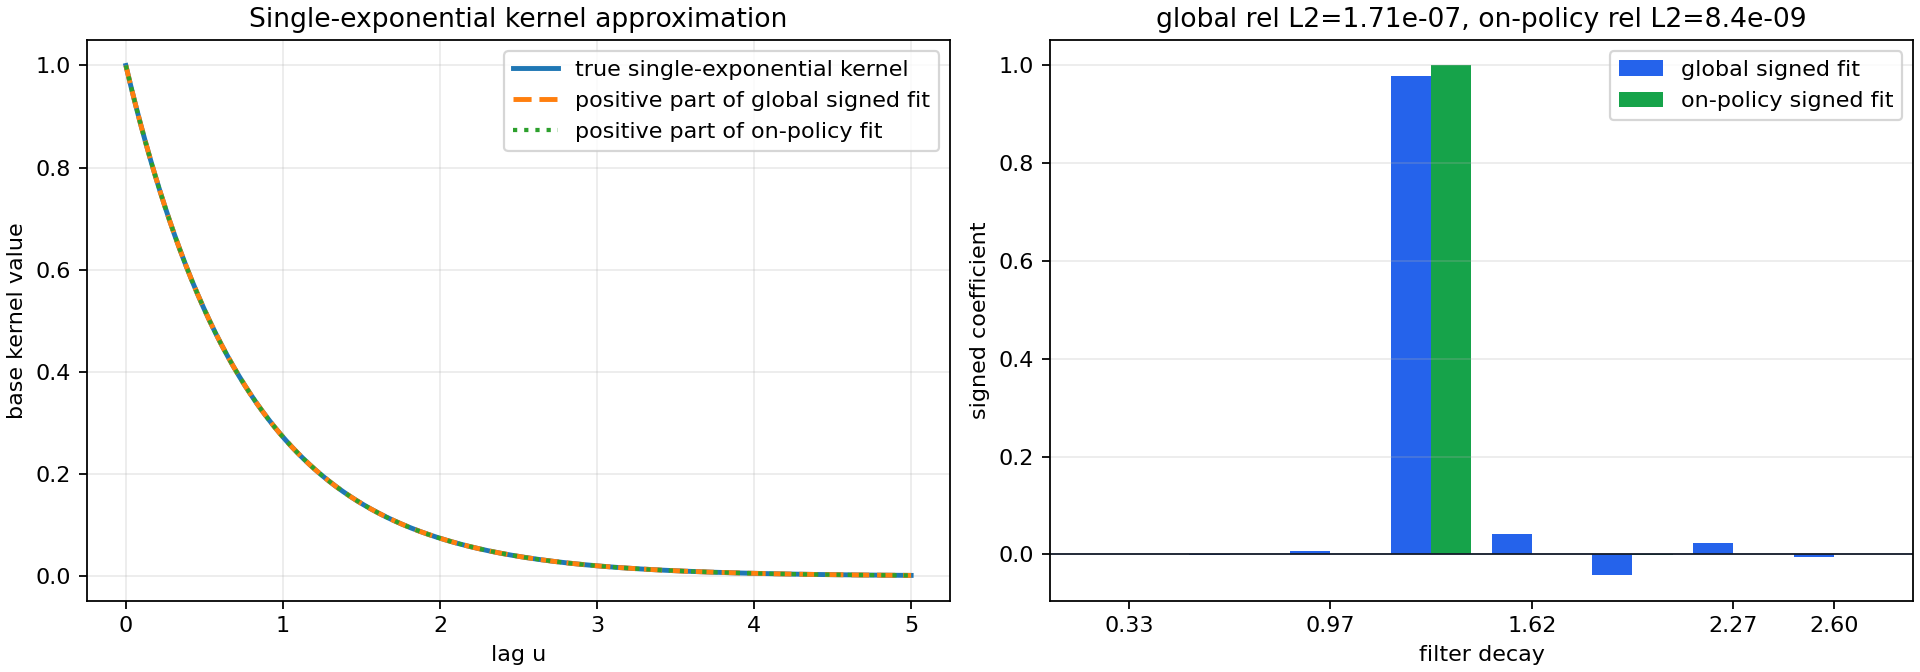 Single-exponential kernel approximation
true single-exponential kernel
positive part of global signed fit
positive part of on-policy fit
base kernel value
1.0
0.8
0.6
0.4
0.2
0.0
0
1
2
3
4
5
lag u
global rel L2=1.71e-07, on-policy rel L2=8.4e-09
global signed fit
on-policy signed fit
signed coefficient
1.0
0.8
0.6
0.4
0.2
0.0
0.33
0.97
1.62
2.27
2.60
filter decay